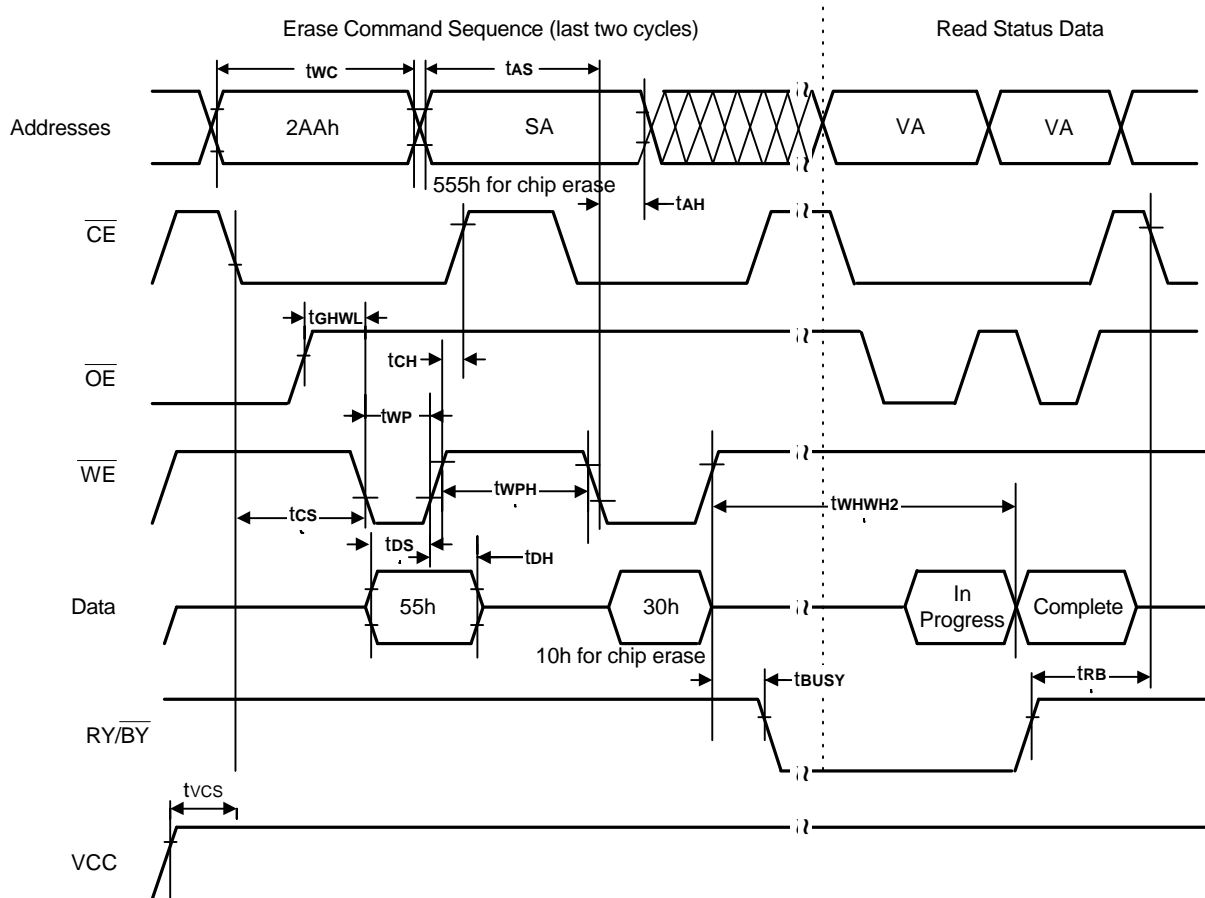 Erase Command Sequence (last two cycles)
Read Status Data
tWC
tAS
Addresses
2AAh
SA
VA
VA
555h for chip erase
tAH
CE
tGHWL
tCH
OE
tWP
WE
tWPH
tWHWH2
tCS
tDS
tDH
Data
55h
30h
In
Progress
Complete
10h for chip erase
tBUSY
tRB
RY/BY
tVCS
VCC